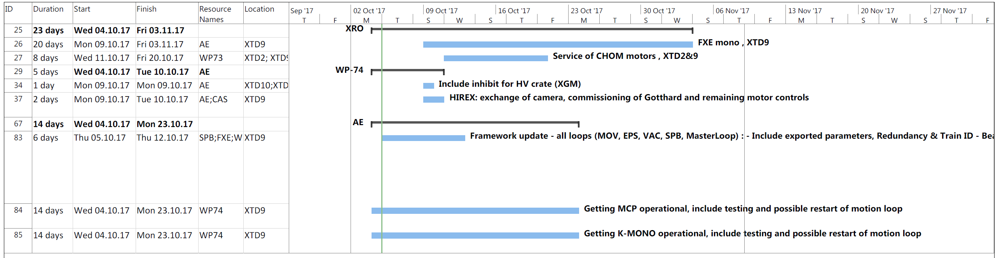 ID Duration Start Finish Resource Names Location Sep '17 02 Oct '17 09 Oct '17 16 Oct '17 23 Oct '17 30 Oct '17 06 Nov '17 13 Nov '17 20 Nov '17 27 Nov '17
T F M T S W S T F M T S W S T F M T S W S T F
25 23 days Wed 04.10.17 Fri 03.11.17 XRO
26 20 days Mon 09.10.17 Fri 03.11.17 AE XTD9 FXE mono , XTD9
27 8 days Wed 11.10.17 Fri 20.10.17 WP73 XTD2; XTD9 Service of CHOM motors , XTD2&9
29 5 days Wed 04.10.17 Tue 10.10.17 AE WP-74
34 1 day Mon 09.10.17 Mon 09.10.17 AE XTD10;XTD Include inhibit for HV crate (XGM)
37 2 days Mon 09.10.17 Tue 10.10.17 AE;CAS XTD9 HIREX: exchange of camera, commissioning of Gotthard and remaining motor controls
67 14 days Wed 04.10.17 Mon 23.10.17 AE
83 6 days Thu 05.10.17 Thu 12.10.17 SPB;FXE;W XTD9 Framework update - all loops (MOV, EPS, VAC, SPB, MasterLoop) : - Include exported parameters, Redundancy & Train ID -
84 14 days Wed 04.10.17 Mon 23.10.17 WP74 XTD9 Getting MCP operational, include testing and possible restart of motion loop
85 14 days Wed 04.10.17 Mon 23.10.17 WP74 XTD9 Getting K-MONO operational, include testing and possible restart of motion loop